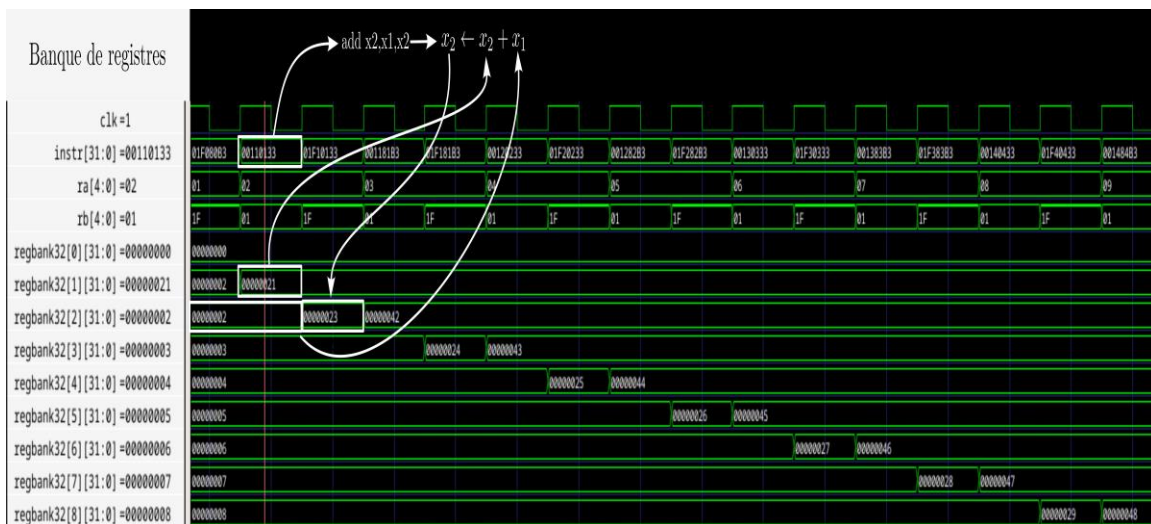 add x2,x1,x2 x₂ ← x₂ + x₁
Banque de registres
clk=1
instr[31:0] =00110133 01F080B3 00110133 01F10133 001181B3 01F181B3 00120233 01F20233 001282B3 01F282B3 00130333 01F30333 001383B3 01F383B3 00140433 01F40433 001484B3
ra[4:0] =02 01 02 03 04 05 06 07 08 09
rb[4:0] =01 1F 01 1F 01 1F 01 1F 01 1F 01 1F 01 1F 01 1F 01
regbank32[0][31:0] =00000000 00000000
regbank32[1][31:0] =00000021 00000002 00000021
regbank32[2][31:0] =00000002 00000002 00000023 00000042
regbank32[3][31:0] =00000003 00000003 00000024 00000043
regbank32[4][31:0] =00000004 00000004 00000025 00000044
regbank32[5][31:0] =00000005 00000005 00000026 00000045
regbank32[6][31:0] =00000006 00000006 00000027 00000046
regbank32[7][31:0] =00000007 00000007 00000028 00000047
regbank32[8][31:0] =00000008 00000008 00000029 00000048